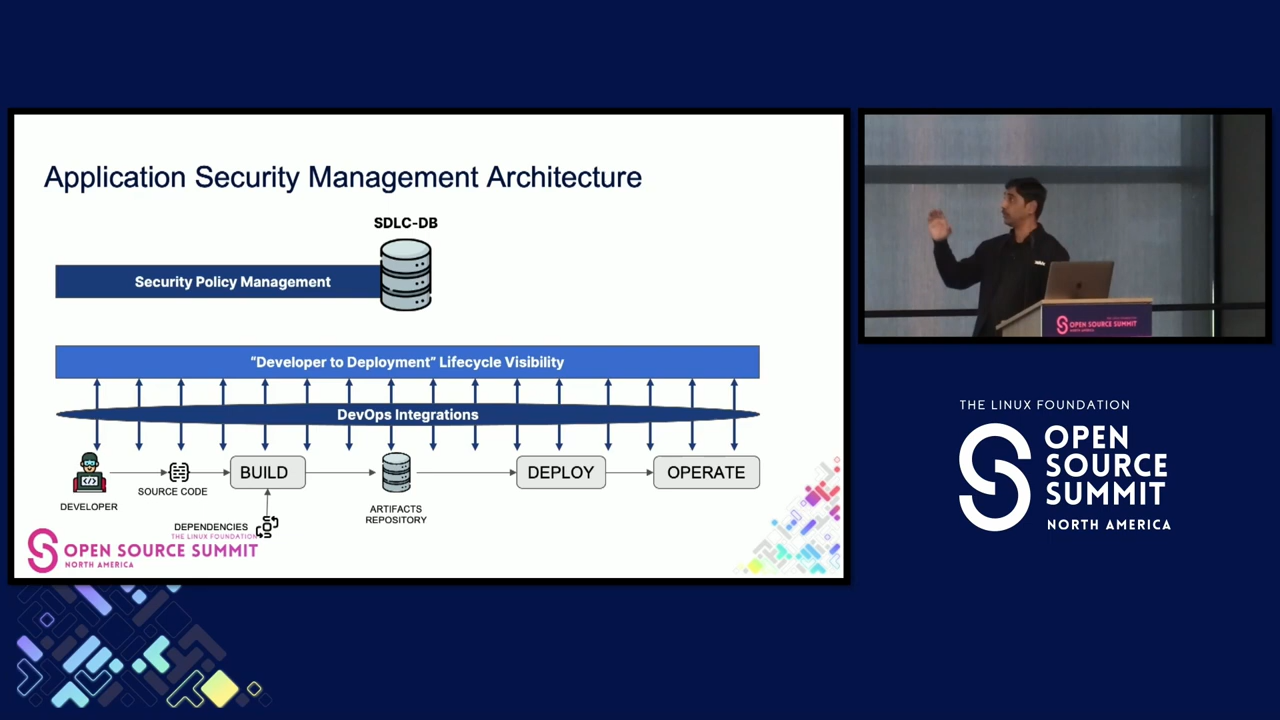 Application Security Management Architecture
SDLC-DB
Security Policy Management
“Developer to Deployment” Lifecycle Visibility
DevOps Integrations
BUILD
DEPLOY
OPERATE
SOURCE CODE
DEVELOPER
ARTIFACTS
REPOSITORY
DEPENDENCIES
THE LINUX FOUNDATION
OPEN SOURCE SUMMIT
NORTH AMERICA
OPEN SOURCE SUMMIT
NORTH AMERICA
THE LINUX FOUNDATION
OPEN
SOURCE
SUMMIT
NORTH AMERICA